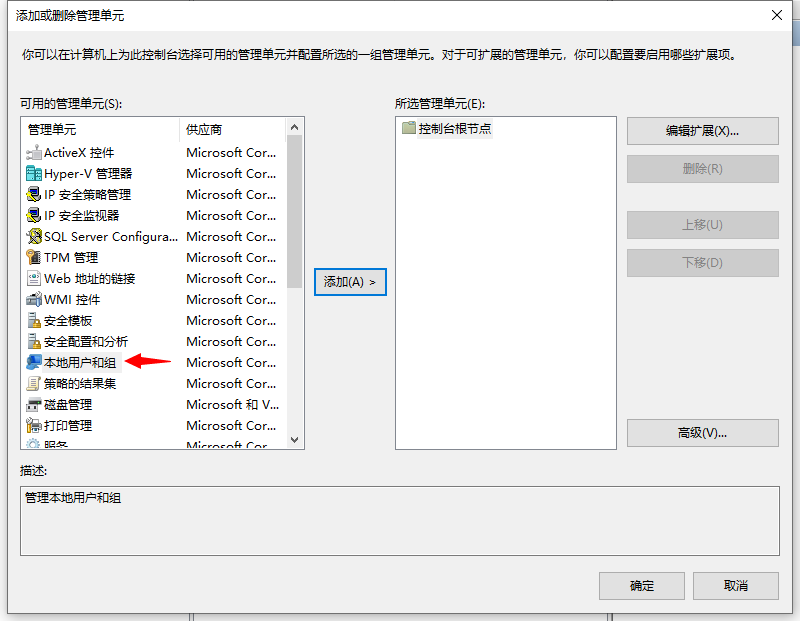 添加或删除管理单元
你可以在计算机上为此控制台选择可用的管理单元并配置所选的一组管理单元。对于可扩展的管理单元，你可以配置要启用哪些扩展项。
可用的管理单元(S):
管理单元 供应商
ActiveX 控件 Microsoft Cor...
Hyper-V 管理器 Microsoft Cor...
IP 安全策略管理 Microsoft Cor...
IP 安全监视器 Microsoft Cor...
SQL Server Configura... Microsoft Cor...
TPM 管理 Microsoft Cor...
Web 地址的链接 Microsoft Cor...
WMI 控件 Microsoft Cor...
安全模板 Microsoft Cor...
安全配置和分析 Microsoft Cor...
本地用户和组 Microsoft Cor...
策略的结果集 Microsoft Cor...
磁盘管理 Microsoft 和 V...
打印管理 Microsoft Cor...
服务 Microsoft Cor...
添加(A) >
所选管理单元(E):
控制台根节点
编辑扩展(X)...
删除(R)
上移(U)
下移(D)
高级(V)...
描述:
管理本地用户和组
确定
取消